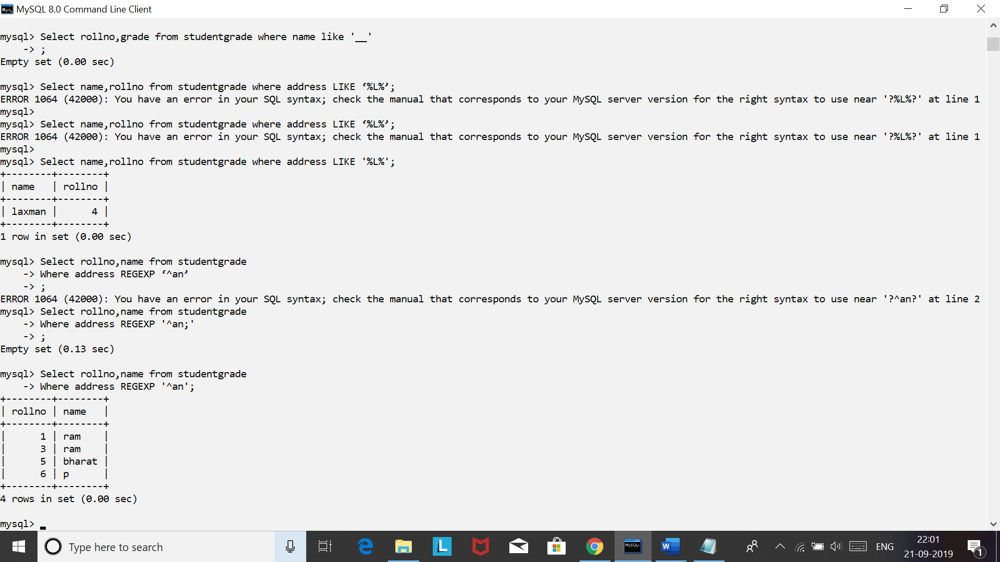 MySQL 8.0 Command Line Client
mysql> Select rollno,grade from studentgrade where name like '__'
    -> ;
Empty set (0.00 sec)
mysql> Select name,rollno from studentgrade where address LIKE ‘%L%’;
ERROR 1064 (42000): You have an error in your SQL syntax; check the manual that corresponds to your MySQL server version for the right syntax to use near '?%L%?' at line 1
mysql>
mysql> Select name,rollno from studentgrade where address LIKE ‘%L%’;
ERROR 1064 (42000): You have an error in your SQL syntax; check the manual that corresponds to your MySQL server version for the right syntax to use near '?%L%?' at line 1
mysql>
mysql> Select name,rollno from studentgrade where address LIKE '%L%';
+--------+--------+
| name   | rollno |
+--------+--------+
| laxman |      4 |
+--------+--------+
1 row in set (0.00 sec)
mysql> Select rollno,name from studentgrade
    -> Where address REGEXP ‘^an’
    -> ;
ERROR 1064 (42000): You have an error in your SQL syntax; check the manual that corresponds to your MySQL server version for the right syntax to use near '?^an?' at line 2
mysql> Select rollno,name from studentgrade
    -> Where address REGEXP '^an;'
    -> ;
Empty set (0.13 sec)
mysql> Select rollno,name from studentgrade
    -> Where address REGEXP '^an';
+--------+--------+
| rollno | name   |
+--------+--------+
|      1 | ram    |
|      3 | ram    |
|      5 | bharat |
|      6 | p      |
+--------+--------+
4 rows in set (0.00 sec)
mysql>
Type here to search
L
MySQL
W
ENG
22:01
21-09-2019
1